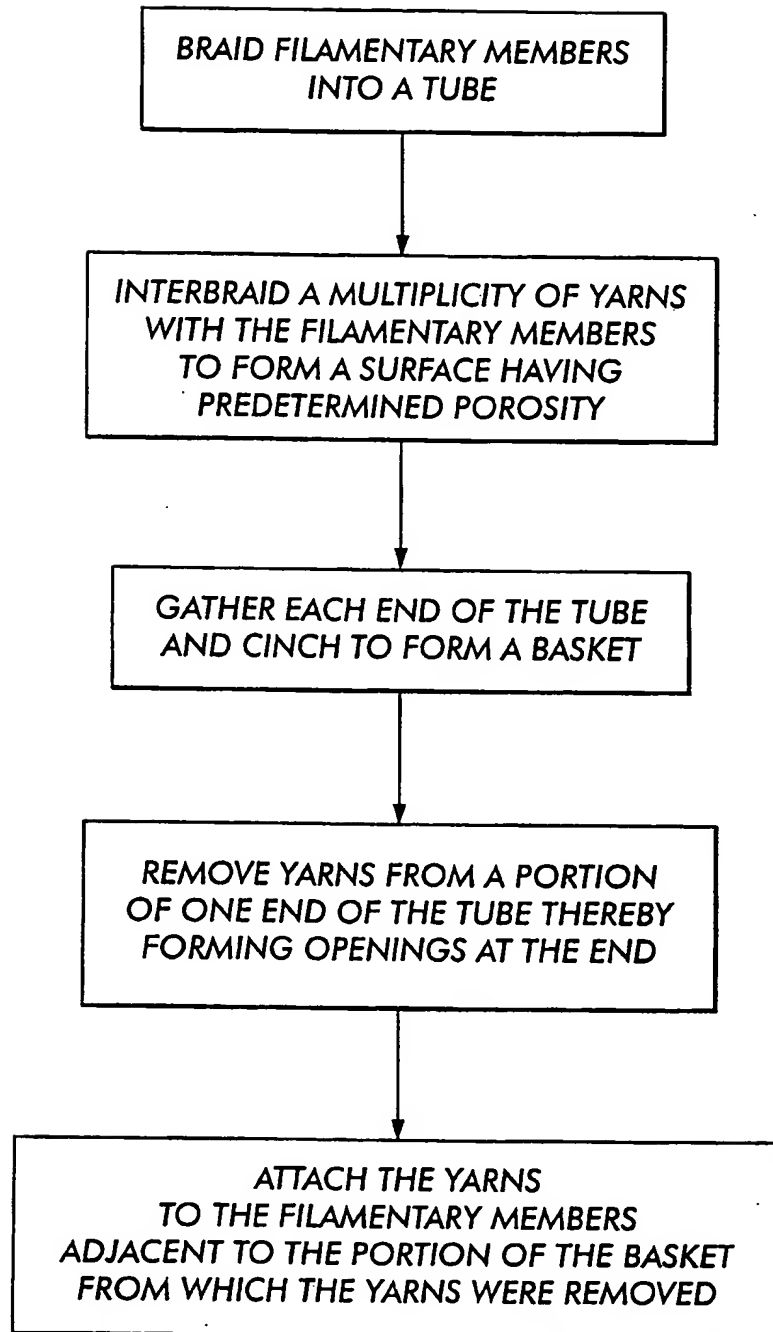 BRAID FILAMENTARY MEMBERS
INTO A TUBE
INTERBRAID A MULTIPLICITY OF YARNS
WITH THE FILAMENTARY MEMBERS
TO FORM A SURFACE HAVING
PREDETERMINED POROSITY
GATHER EACH END OF THE TUBE
AND CINCH TO FORM A BASKET
REMOVE YARNS FROM A PORTION
OF ONE END OF THE TUBE THEREBY
FORMING OPENINGS AT THE END
ATTACH THE YARNS
TO THE FILAMENTARY MEMBERS
ADJACENT TO THE PORTION OF THE BASKET
FROM WHICH THE YARNS WERE REMOVED